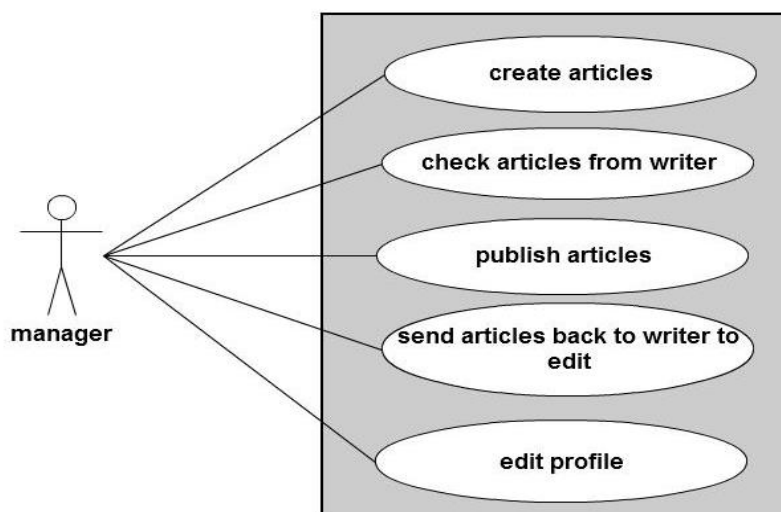 create articles
check articles from writer
publish articles
manager
send articles back to writer to
edit
edit profile